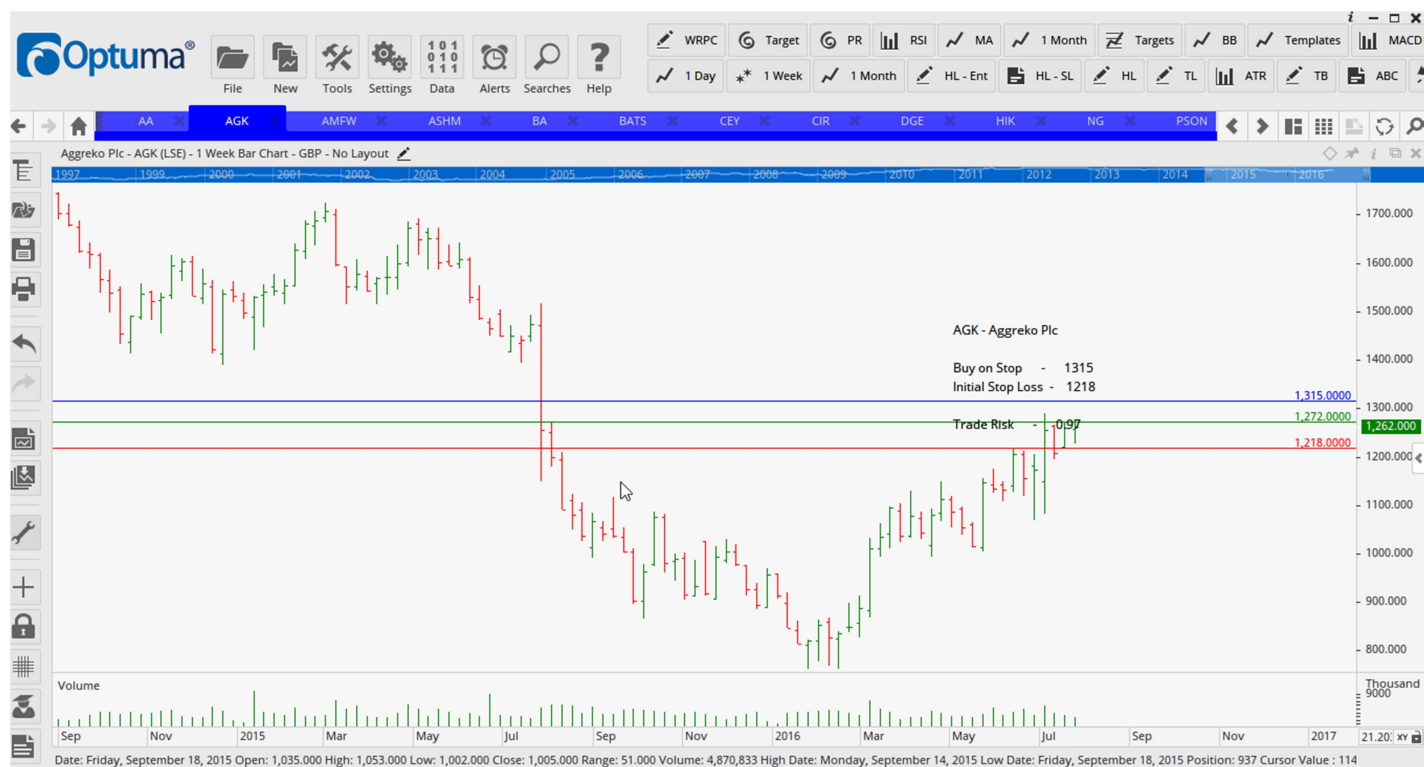 Optuma®
File New Tools Settings Data Alerts Searches Help
WRPC Target PR RSI MA 1 Month Targets BB Templates MACD
1 Day 1 Week 1 Month HL - Ent HL - SL HL TL ATR TB ABC
AA AGK AMFW ASHM BA BATS CEY CIR DGE HIK NG PSON
Aggreko Plc - AGK (LSE) - 1 Week Bar Chart - GBP - No Layout
1997 1999 2000 2001 2002 2003 2004 2005 2006 2007 2008 2009 2010 2011 2012 2013 2014 2015 2016
1700.000
1600.000
1500.000
AGK - Aggreko Plc
1400.000
Buy on Stop - 1315
Initial Stop Loss - 1218
1,315.0000
1300.000
1,272.0000
Trade Risk - 0.97
1,262.000
1,218.0000
1200.000
1100.000
1000.000
900.000
800.000
Volume
Thousand
9000
Sep Nov 2015 Mar May Jul Sep Nov 2016 Mar May Jul Sep Nov 2017 XY
Date: Friday, September 18, 2015 Open: 1,035.000 High: 1,053.000 Low: 1,002.000 Close: 1,005.000 Range: 51.000 Volume: 4,870,833 High Date: Monday, September 14, 2015 Low Date: Friday, September 18, 2015 Position: 937 Cursor Value : 114